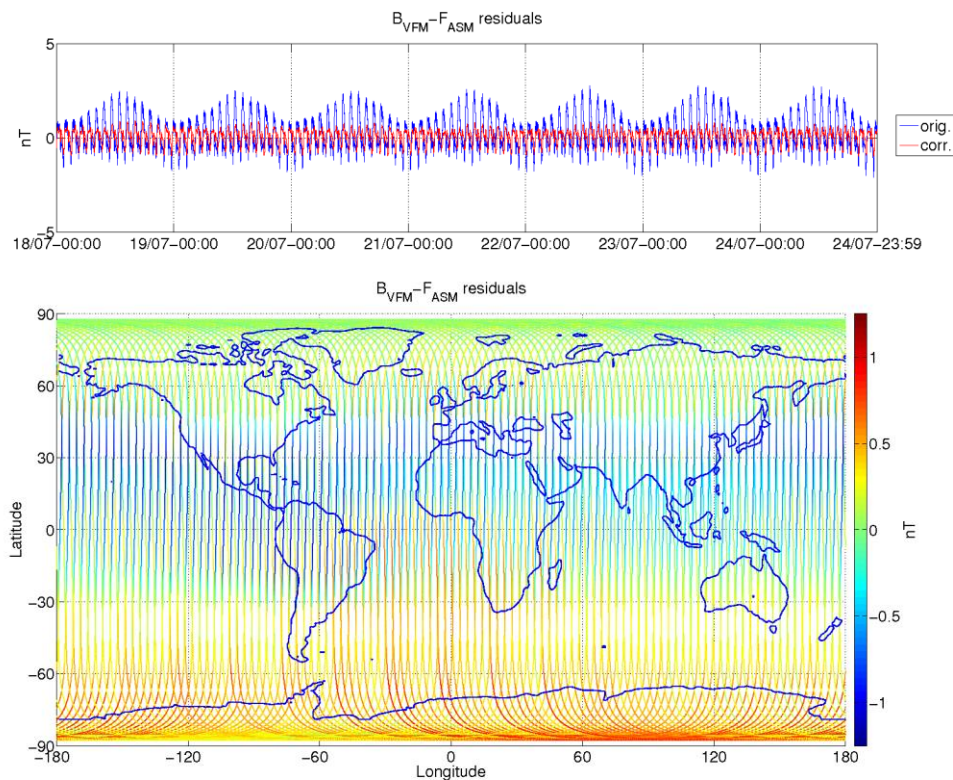 B_VFM−F_ASM residuals
5
0
−5
nT
18/07−00:00 19/07−00:00 20/07−00:00 21/07−00:00 22/07−00:00 23/07−00:00 24/07−00:00 24/07−23:59
orig.
corr.
B_VFM−F_ASM residuals
90
60
30
0
−30
−60
−90
Latitude
−180 −120 −60 0 60 120 180
Longitude
1
0.5
0
−0.5
−1
nT